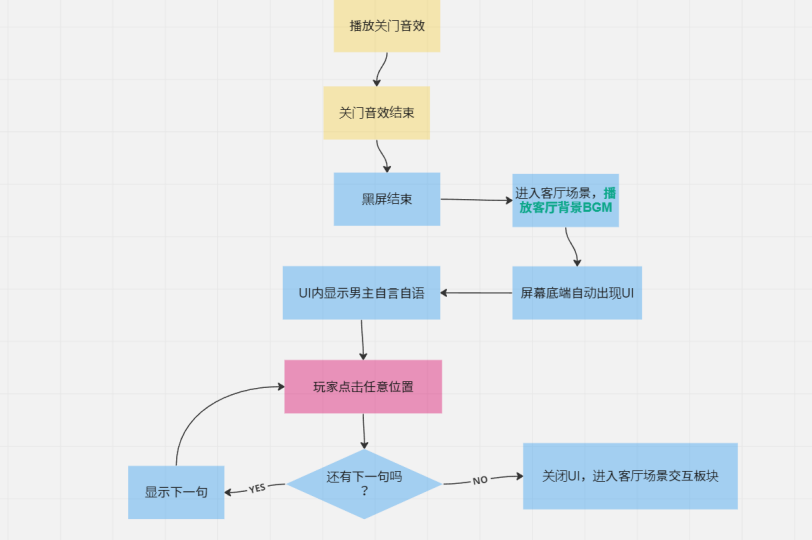 播放关门音效
关门音效结束
黑屏结束
进入客厅场景，播
放客厅背景BGM
UI内显示男主自言自语
屏幕底端自动出现UI
玩家点击任意位置
还有下一句吗
？
显示下一句
YES
NO
关闭UI，进入客厅场景交互板块